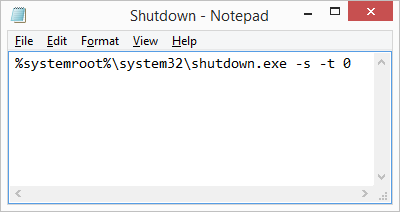 Shutdown - Notepad
File Edit Format View Help
%systemroot%\system32\shutdown.exe -s -t 0